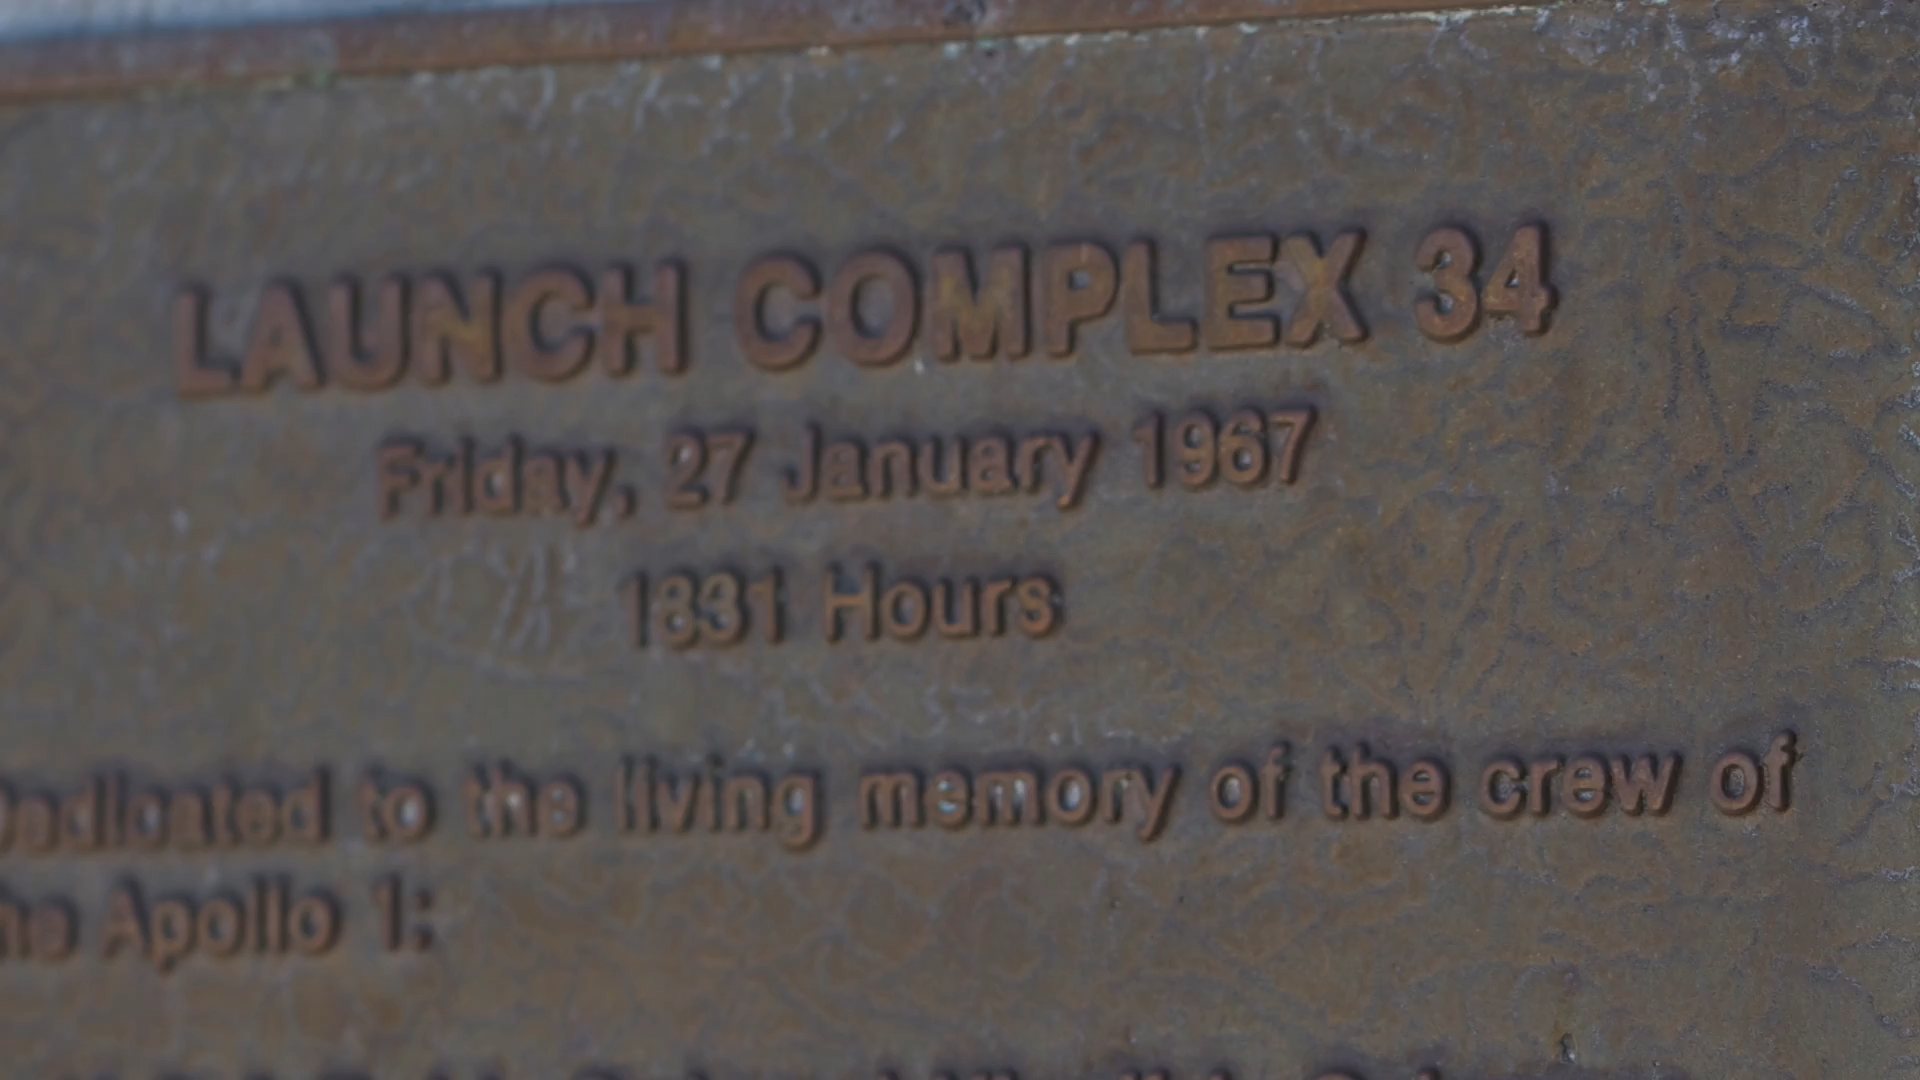 LAUNCH COMPLEX 34
Friday, 27 January 1967
1831 Hours
Dedicated to the living memory of the crew of
the Apollo 1: